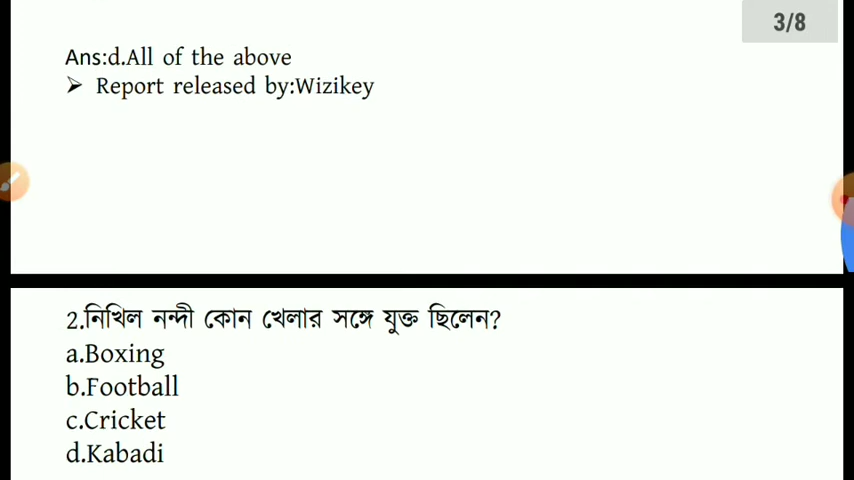 3/8
Ans:d.All of the above
➢ Report released by:Wizikey
2.নিখিল নন্দী কোন খেলার সঙ্গে যুক্ত ছিলেন?
a.Boxing
b.Football
c.Cricket
d.Kabadi